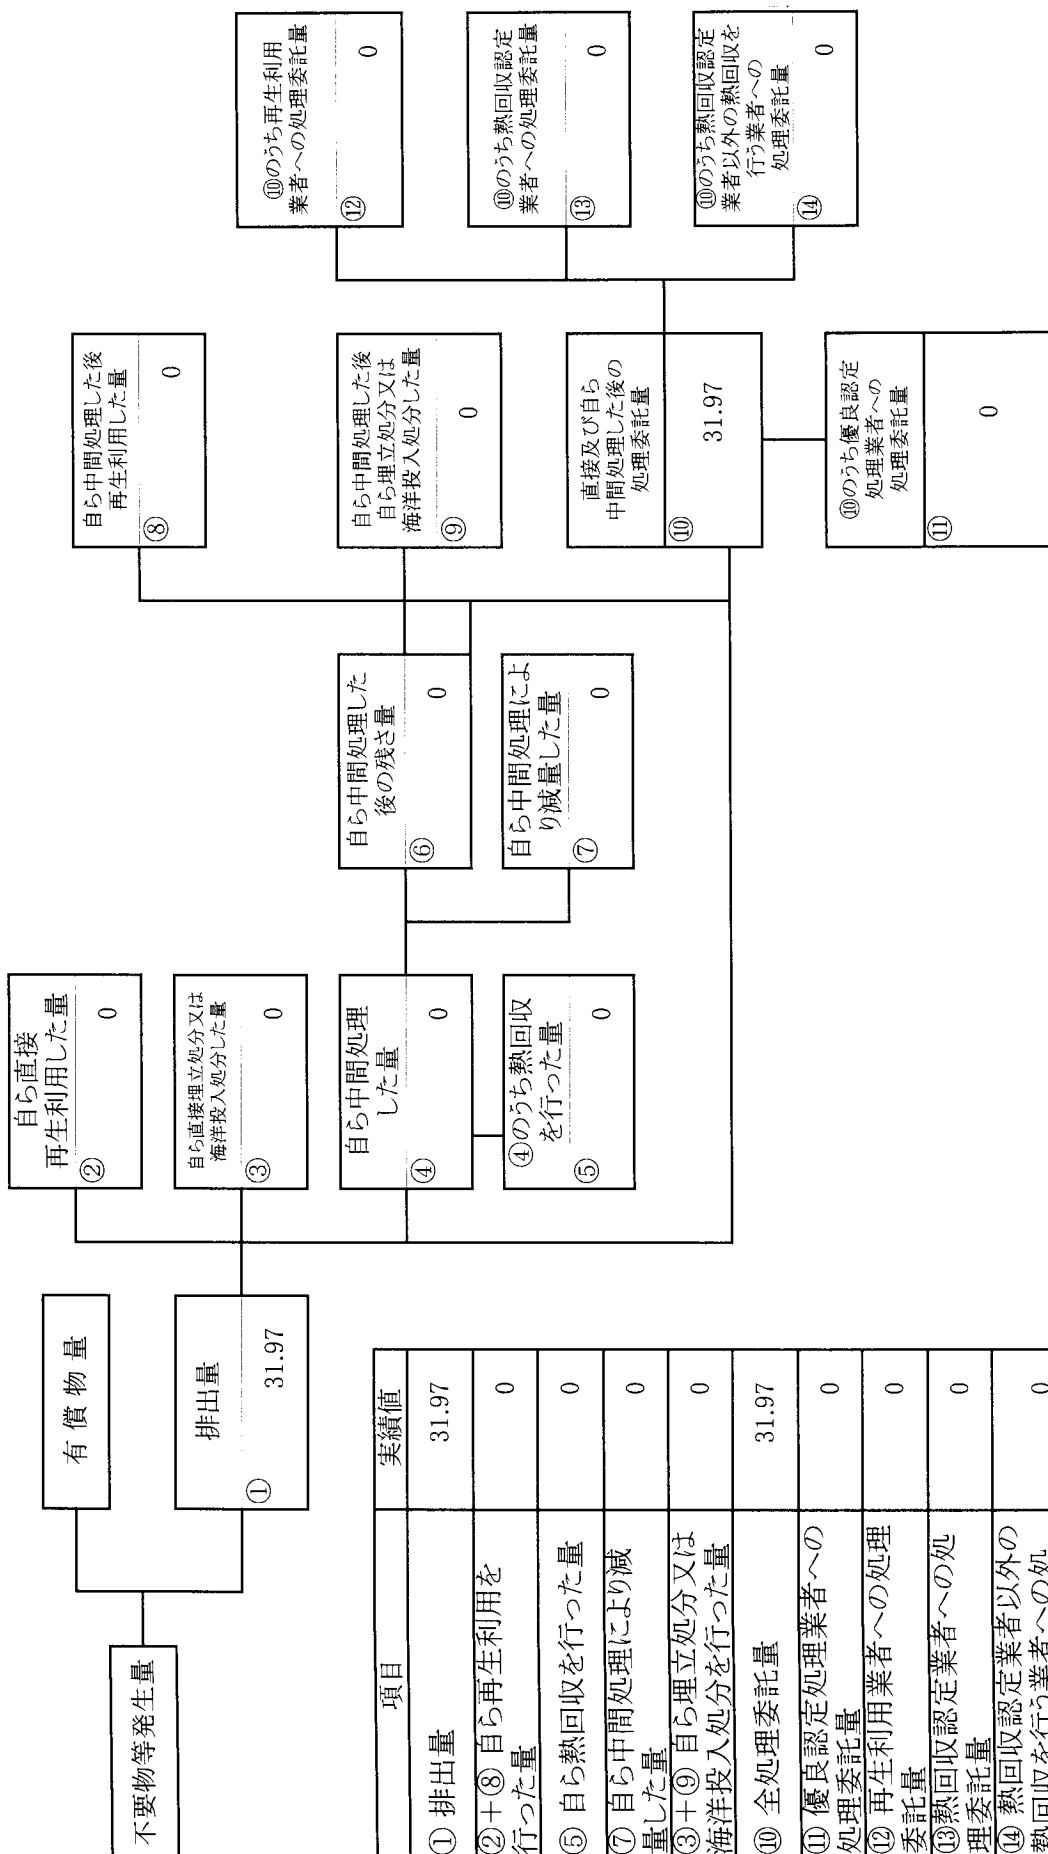 不要物等発生量
有償物量
排出量
①
31.97
自ら直接
再生利用した量
②
0
自ら直接埋立処分又は
海洋投入処分した量
③
0
自ら中間処理
した量
④
0
④のうち熱回収
を行った量
⑤
0
自ら中間処理した
後の残さ量
⑥
0
自ら中間処理によ
り減量した量
⑦
0
自ら中間処理した後
再生利用した量
⑧
0
自ら中間処理した後
自ら埋立処分又は
海洋投入処分した量
⑨
0
直接及び自ら
中間処理した後の
処理委託量
⑩
31.97
⑩のうち優良認定
処理業者への
処理委託量
⑪
0
⑩のうち再生利用
業者への処理委託量
⑫
0
⑩のうち熱回収認定
業者への処理委託量
⑬
0
⑩のうち熱回収認定
業者以外の熱回収を
行う業者への
処理委託量
⑭
0
項目 実績値
① 排出量 31.97
②+⑧ 自ら再生利用を
行った量 0
⑤ 自ら熱回収を行った量 0
⑦ 自ら中間処理により減
量した量 0
③+⑨ 自ら埋立処分又は
海洋投入処分を行った量 0
⑩ 全処理委託量 31.97
⑪ 優良認定処理業者への
処理委託量 0
⑫ 再生利用業者への処理
委託量 0
⑬熱回収認定業者への処
理委託量 0
⑭ 熱回収認定業者以外の
熱回収を行う業者への処 0